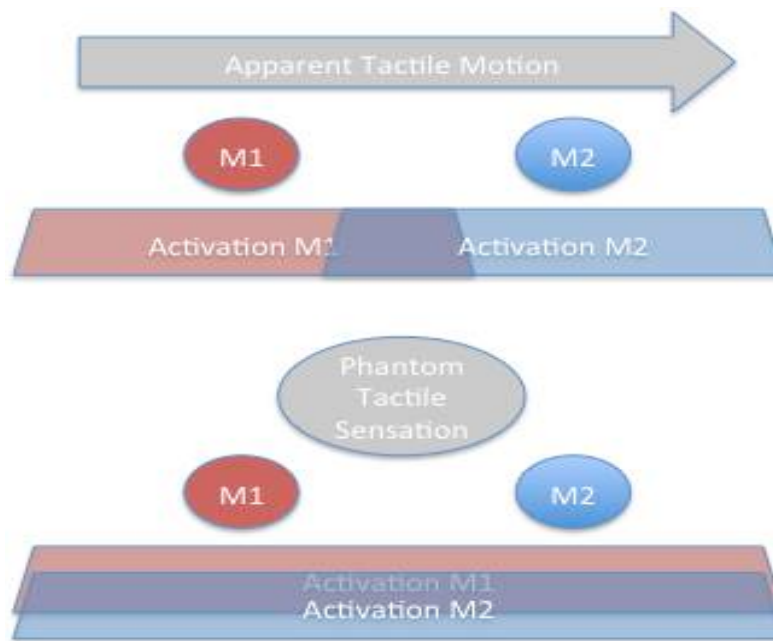 Apparent Tactile Motion
M1 M2
Activation M1 Activation M2
Phantom
Tactile
Sensation
M1 M2
Activation M1
Activation M2